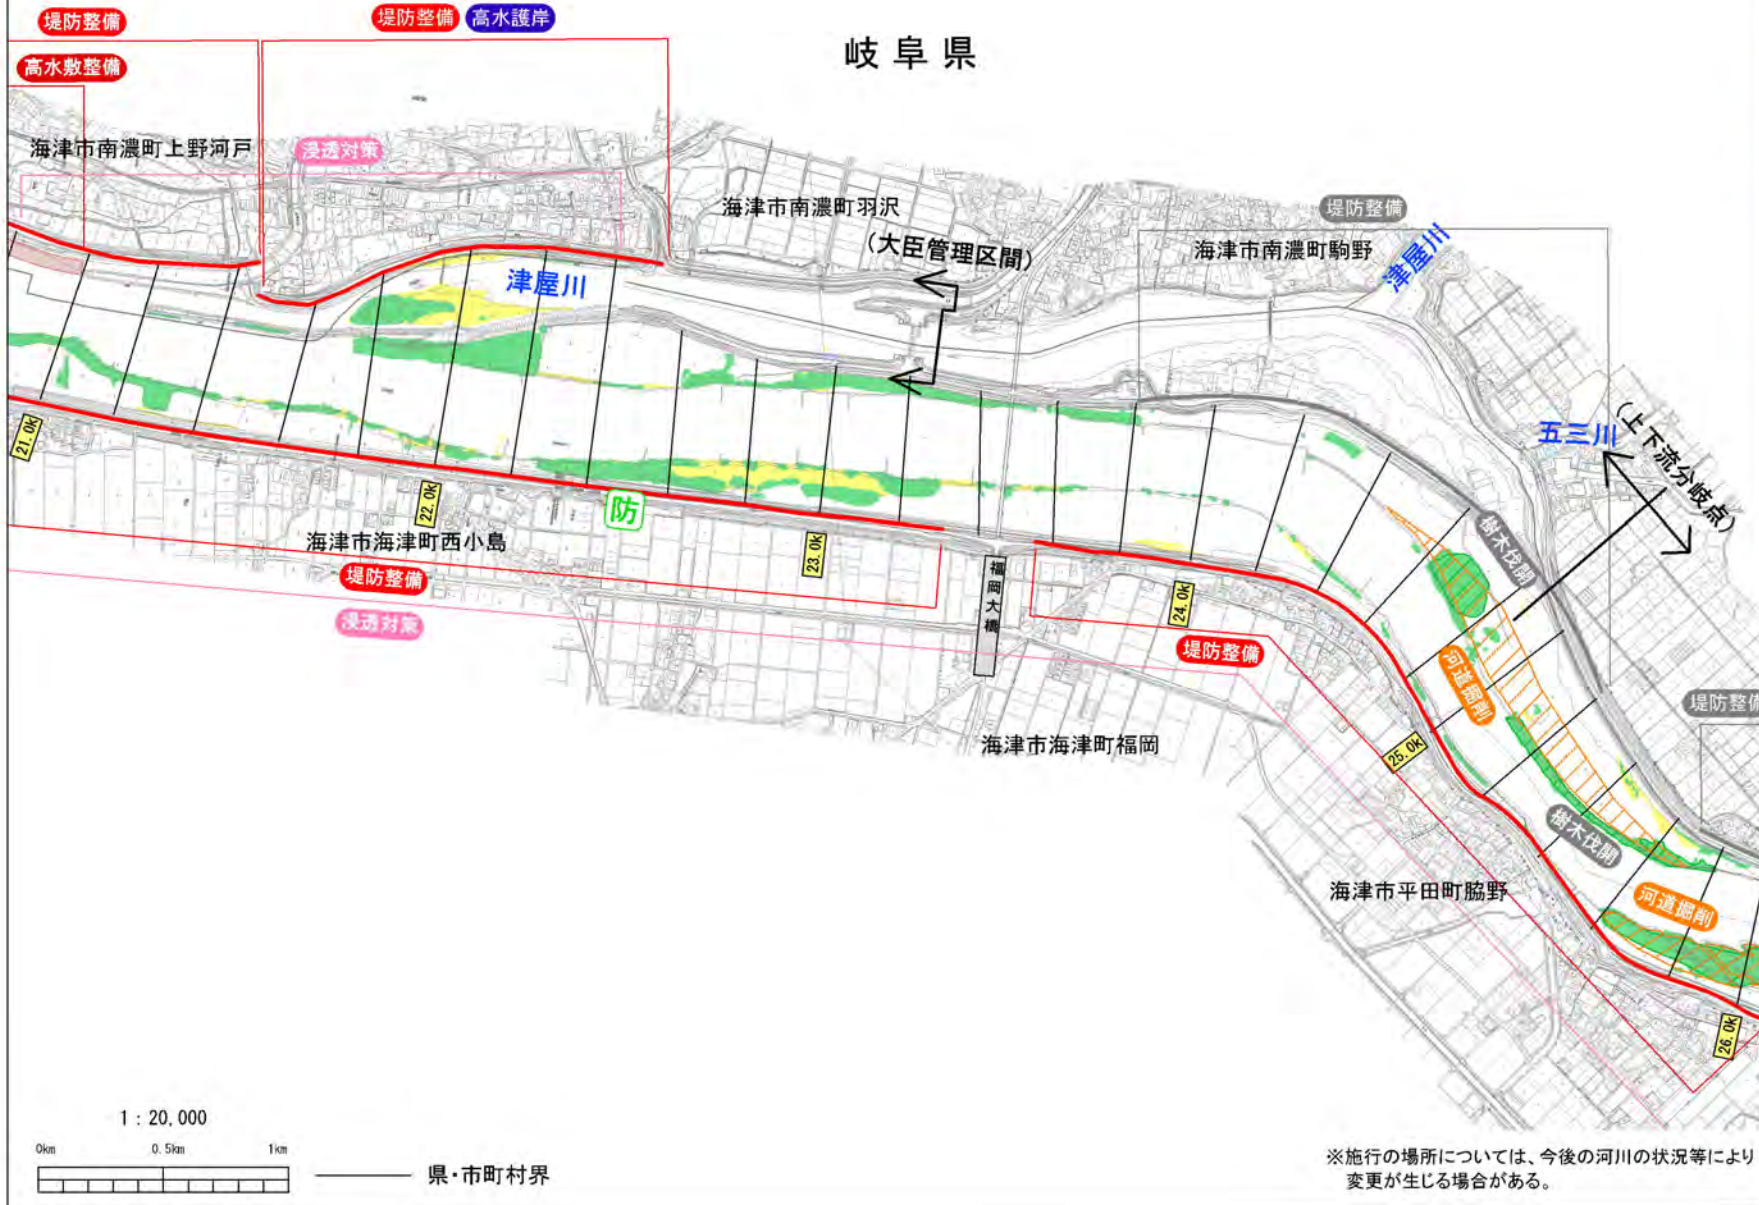 堤防整備
堤防整備 高水護岸
岐阜県
高水敷整備
海津市南濃町上野河戸
浸透対策
海津市南濃町羽沢
堤防整備
(大臣管理区間)
海津市南濃町駒野
津屋川
津屋川
五三川
(上下流分岐点)
21.0K
22.0K
防
樹木伐開
海津市海津町西小島
23.0K
堤防整備
福岡大橋
24.0K
浸透対策
堤防整備
河道掘削
堤防整備
海津市海津町福岡
25.0K
樹木伐開
海津市平田町脇野
河道掘削
26.0K
1:20,000
0km 0.5km 1km
県・市町村界
※施行の場所については、今後の河川の状況等により
変更が生じる場合がある。